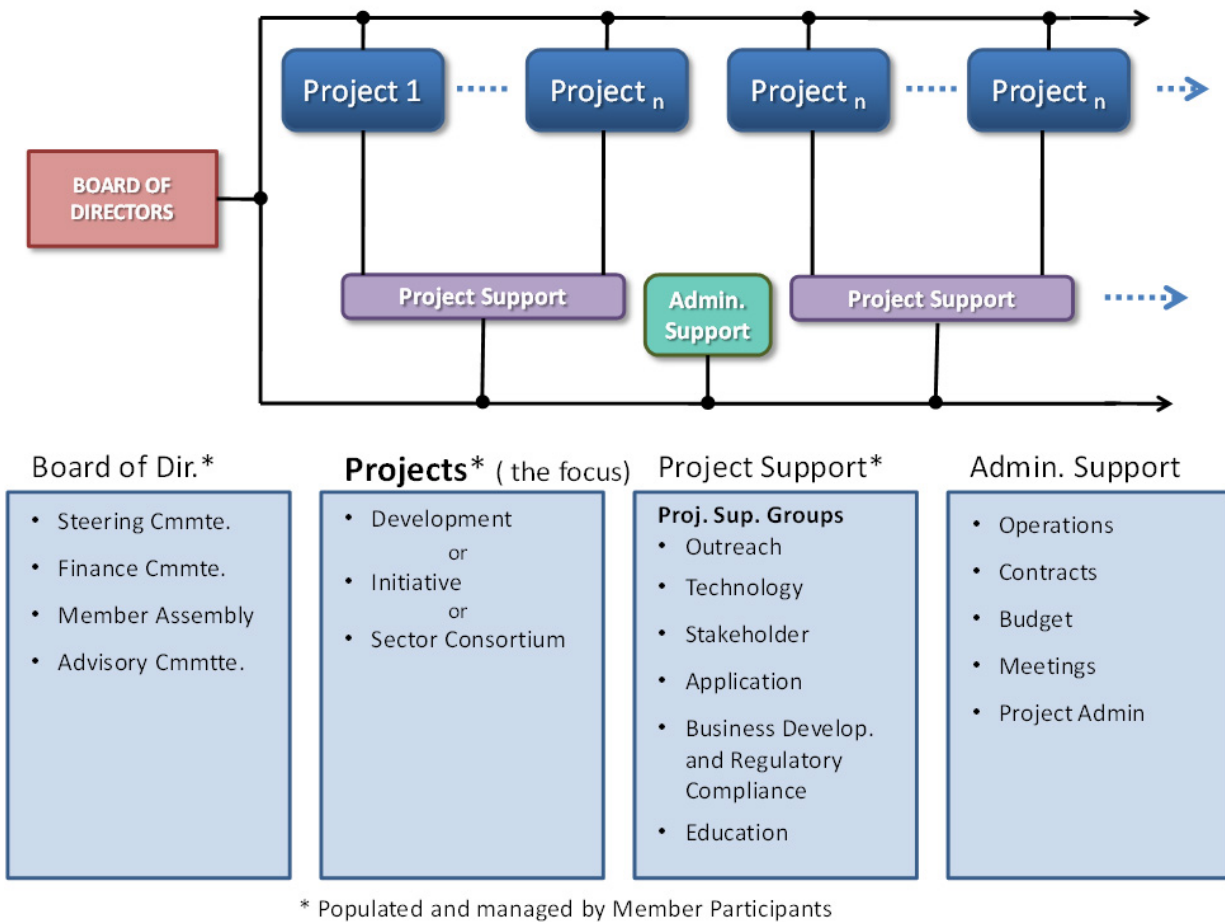 Project 1
Project n
Project n
Project n
BOARD OF
DIRECTORS
Project Support
Admin.
Support
Project Support
Board of Dir.*
• Steering Cmmte.
• Finance Cmmte.
• Member Assembly
• Advisory Cmmtte.
Projects* ( the focus)
• Development
or
• Initiative
or
• Sector Consortium
Project Support*
Proj. Sup. Groups
• Outreach
• Technology
• Stakeholder
• Application
• Business Develop.
and Regulatory
Compliance
• Education
Admin. Support
• Operations
• Contracts
• Budget
• Meetings
• Project Admin
* Populated and managed by Member Participants